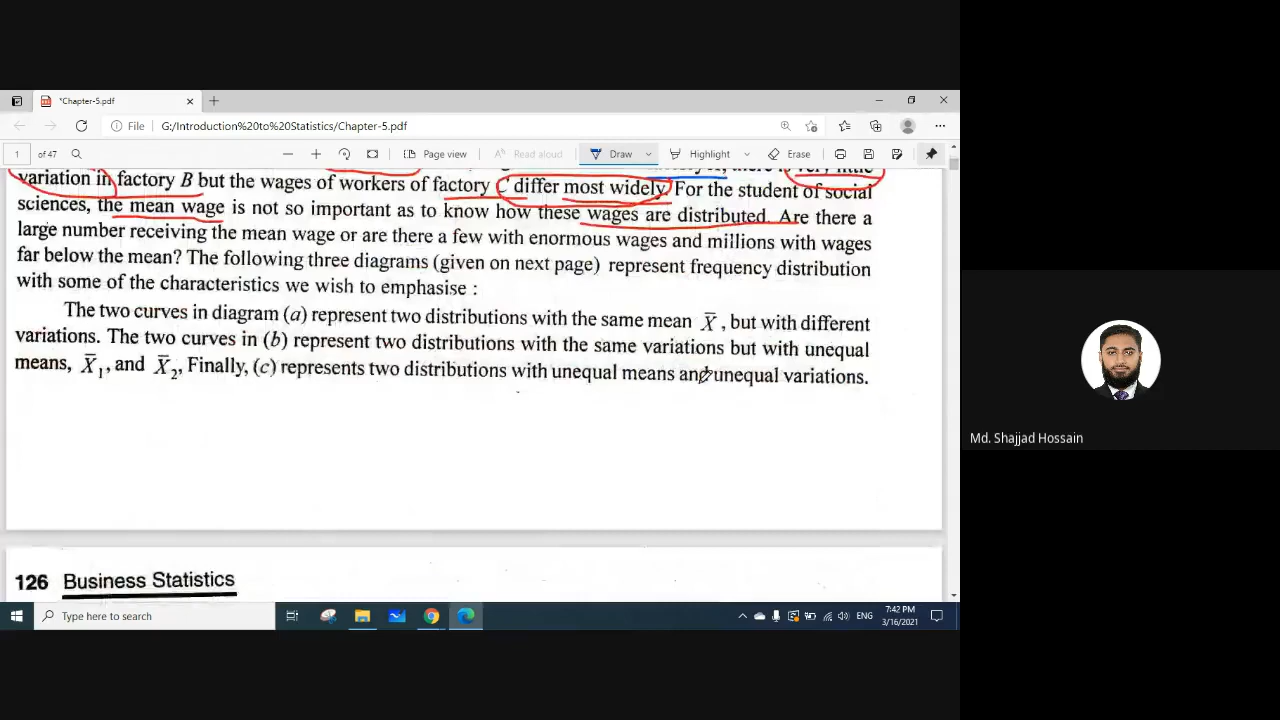 *Chapter-5.pdf
File G:/Introduction%20to%20Statistics/Chapter-5.pdf
1 of 47 Page view Read aloud Draw Highlight Erase
variation in factory B but the wages of workers of factory C differ most widely. For the student of social
sciences, the mean wage is not so important as to know how these wages are distributed. Are there a
large number receiving the mean wage or are there a few with enormous wages and millions with wages
far below the mean? The following three diagrams (given on next page) represent frequency distribution
with some of the characteristics we wish to emphasise :
The two curves in diagram (a) represent two distributions with the same mean X̄, but with different
variations. The two curves in (b) represent two distributions with the same variations but with unequal
means, X̄₁, and X̄₂, Finally, (c) represents two distributions with unequal means and unequal variations.
126 Business Statistics
Type here to search
ENG
7:42 PM
3/16/2021
Md. Shajjad Hossain